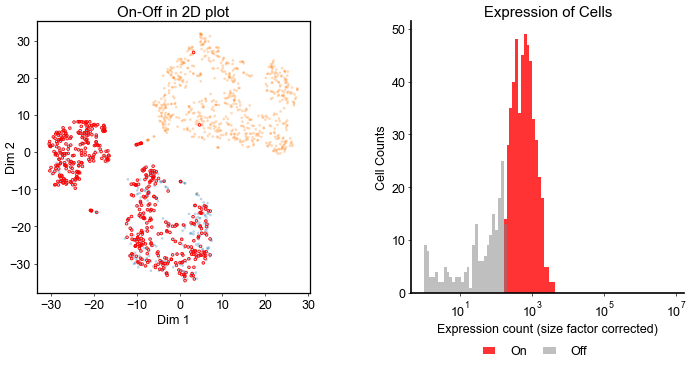 On-Off in 2D plot
Dim 2
30
20
10
0
−10
−20
−30
−30 −20 −10 0 10 20 30
Dim 1
Expression of Cells
Cell Counts
50
40
30
20
10
0
10^1 10^3 10^5 10^7
Expression count (size factor corrected)
On Off